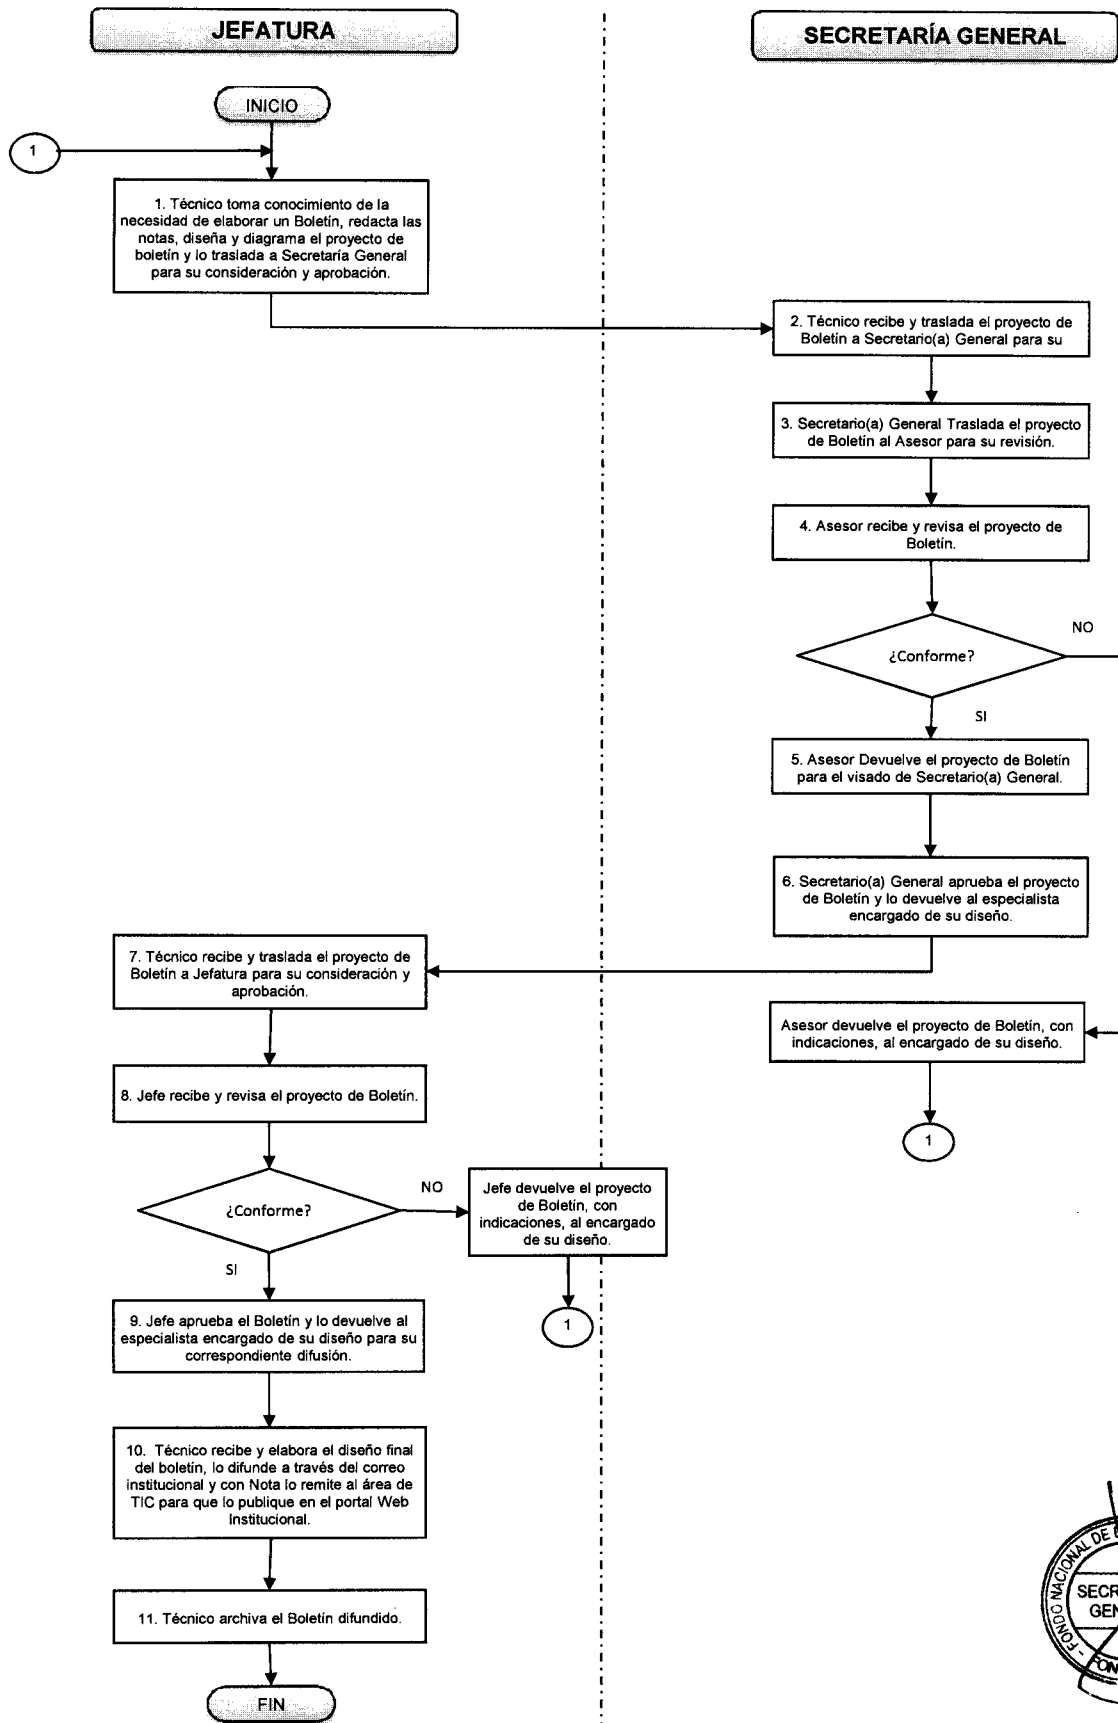 JEFATURA
SECRETARÍA GENERAL
INICIO
1
1. Técnico toma conocimiento de la
necesidad de elaborar un Boletín, redacta las
notas, diseña y diagrama el proyecto de
boletín y lo traslada a Secretaría General
para su consideración y aprobación.
2. Técnico recibe y traslada el proyecto de
Boletín a Secretario(a) General para su
3. Secretario(a) General Traslada el proyecto
de Boletín al Asesor para su revisión.
4. Asesor recibe y revisa el proyecto de
Boletín.
¿Conforme?
NO
SI
5. Asesor Devuelve el proyecto de Boletín
para el visado de Secretario(a) General.
6. Secretario(a) General aprueba el proyecto
de Boletín y lo devuelve al especialista
encargado de su diseño.
7. Técnico recibe y traslada el proyecto de
Boletín a Jefatura para su consideración y
aprobación.
Asesor devuelve el proyecto de Boletín, con
indicaciones, al encargado de su diseño.
1
8. Jefe recibe y revisa el proyecto de Boletín.
¿Conforme?
NO
Jefe devuelve el proyecto
de Boletín, con
indicaciones, al encargado
de su diseño.
1
SI
9. Jefe aprueba el Boletín y lo devuelve al
especialista encargado de su diseño para su
correspondiente difusión.
10. Técnico recibe y elabora el diseño final
del boletín, lo difunde a través del correo
institucional y con Nota lo remite al área de
TIC para que lo publique en el portal Web
Institucional.
11. Técnico archiva el Boletín difundido.
FIN
FONDO NACIONAL DE
SECR
GEN